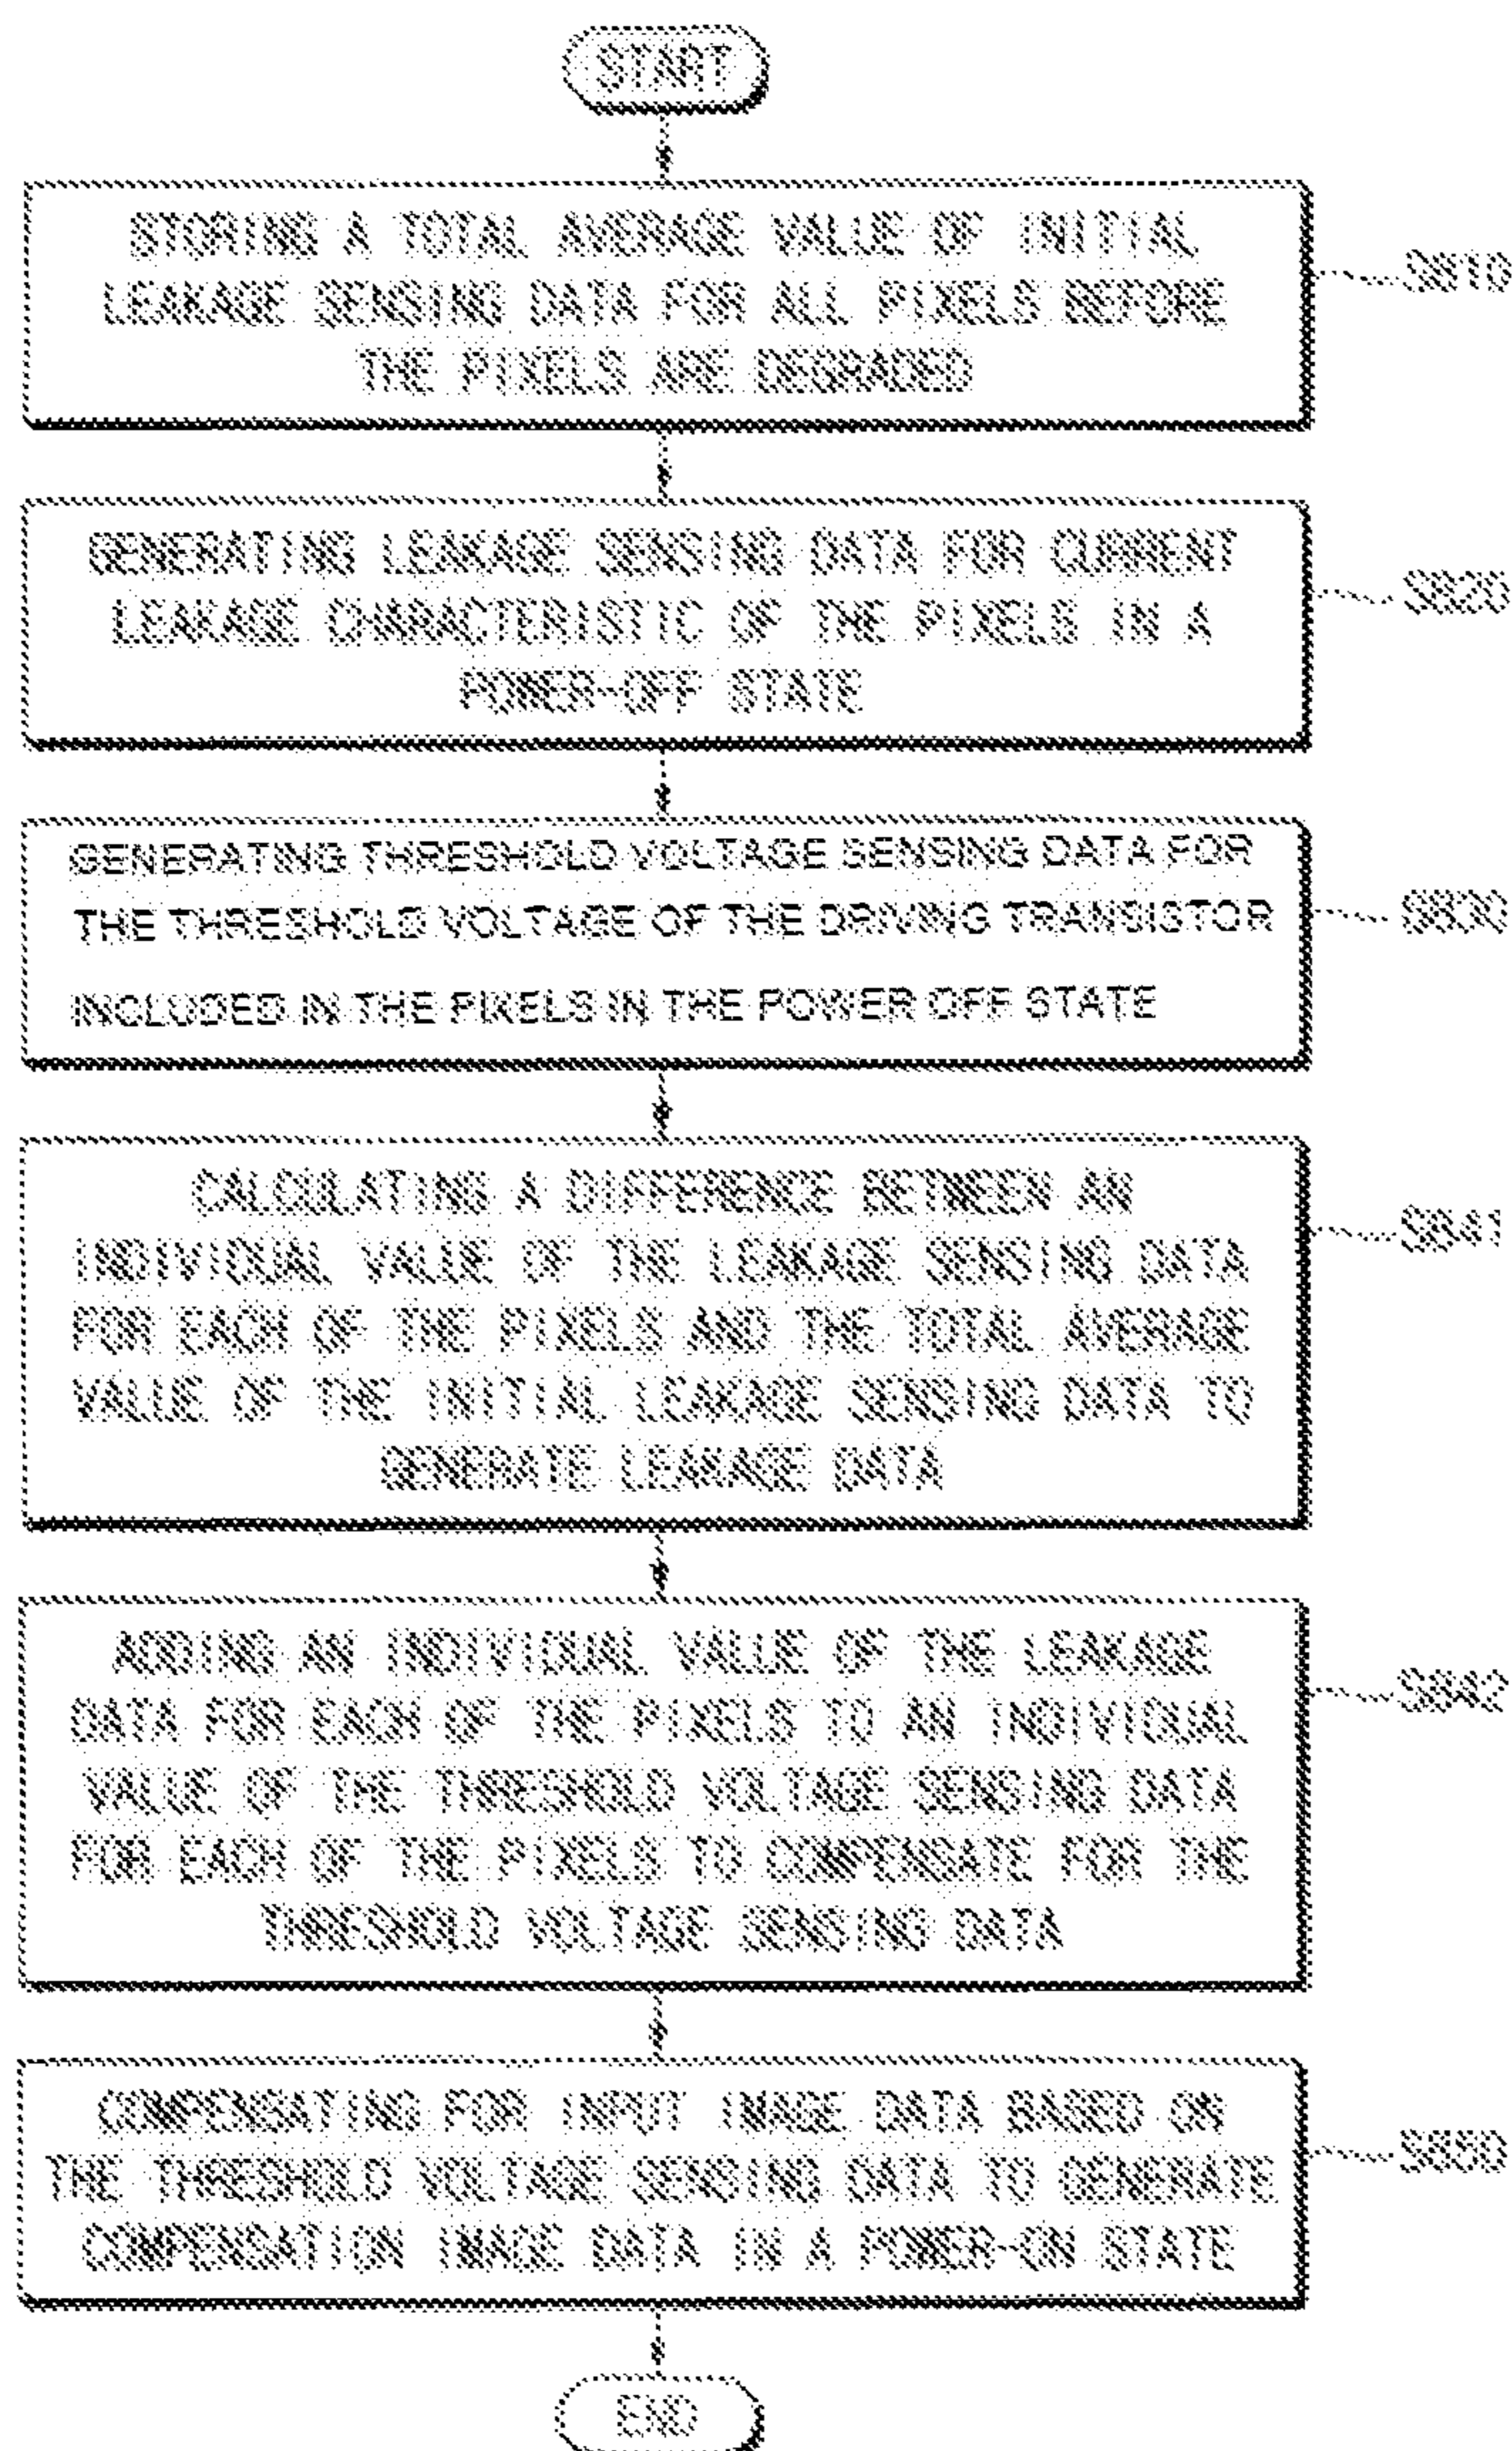 START
STORING A TOTAL AVERAGE VALUE OF INITIAL
LEAKAGE SENSING DATA FOR ALL PIXELS BEFORE
THE PIXELS ARE DEGRADED
S810
GENERATING LEAKAGE SENSING DATA FOR CURRENT
LEAKAGE CHARACTERISTIC OF THE PIXELS IN A
POWER-OFF STATE
S820
GENERATING THRESHOLD VOLTAGE SENSING DATA FOR
THE THRESHOLD VOLTAGE OF THE DRIVING TRANSISTOR
INCLUDED IN THE PIXELS IN THE POWER OFF STATE
S830
CALCULATING A DIFFERENCE BETWEEN AN
INDIVIDUAL VALUE OF THE LEAKAGE SENSING DATA
FOR EACH OF THE PIXELS AND THE TOTAL AVERAGE
VALUE OF THE INITIAL LEAKAGE SENSING DATA TO
GENERATE LEAKAGE DATA
S841
ADDING AN INDIVIDUAL VALUE OF THE LEAKAGE
DATA FOR EACH OF THE PIXELS TO AN INDIVIDUAL
VALUE OF THE THRESHOLD VOLTAGE SENSING DATA
FOR EACH OF THE PIXELS TO COMPENSATE FOR THE
THRESHOLD VOLTAGE SENSING DATA
S842
COMPENSATING FOR INPUT IMAGE DATA BASED ON
THE THRESHOLD VOLTAGE SENSING DATA TO GENERATE
COMPENSATION IMAGE DATA IN A POWER-ON STATE
S850
END